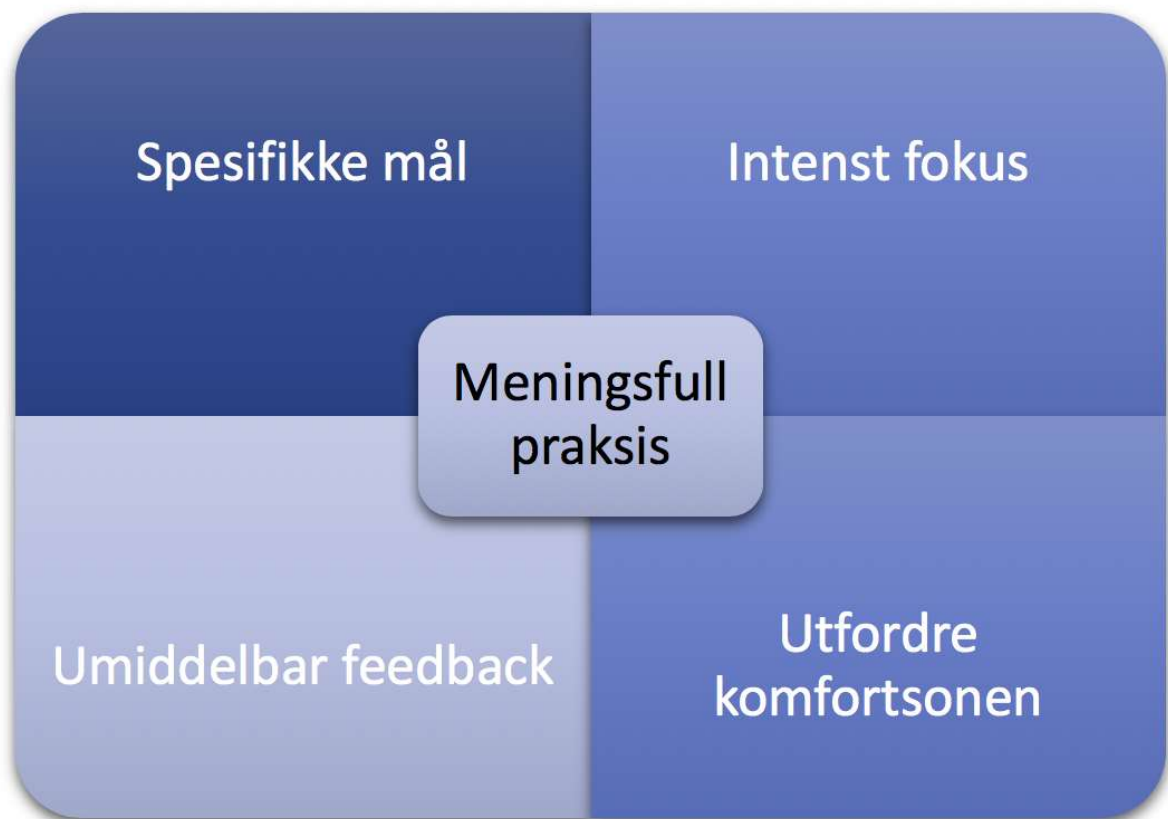 Spesifikke mål
Intenst fokus
Meningsfull
praksis
Umiddelbar feedback
Utfordre
komfortsonen